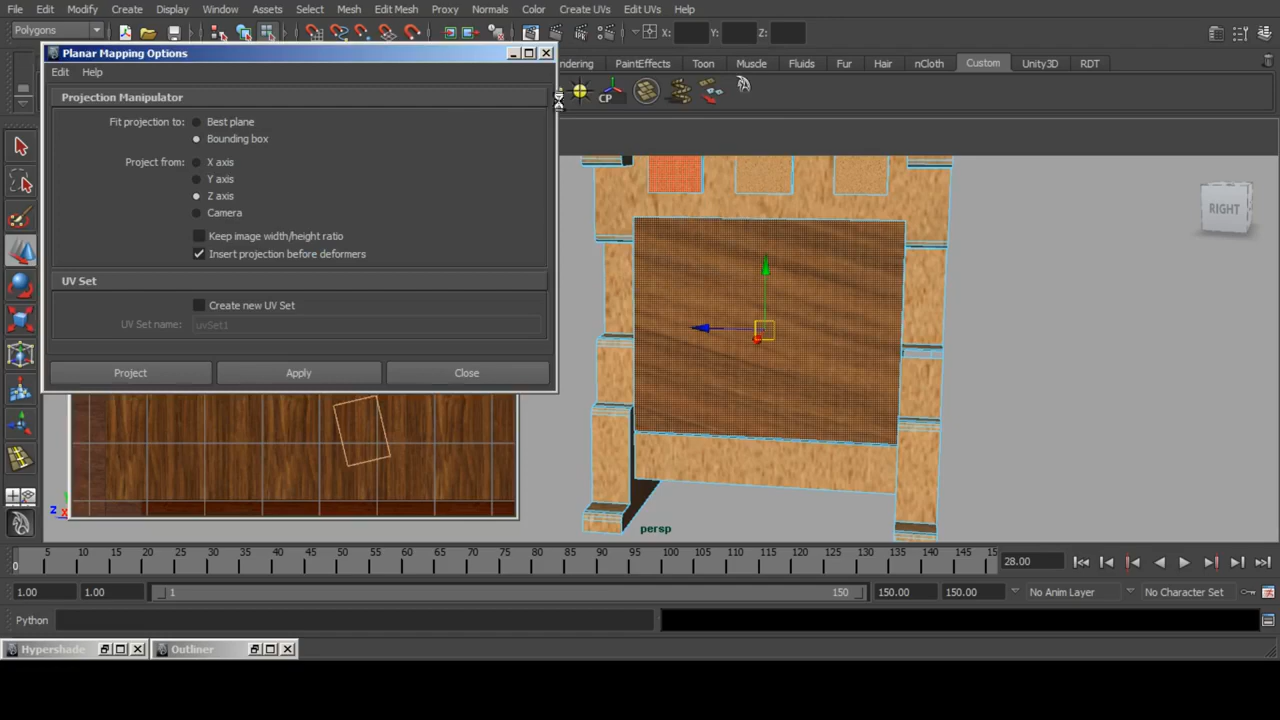 File Edit Modify Create Display Window Assets Select Mesh Edit Mesh Proxy Normals Color Create UVs Edit UVs Help
Polygons X: Y: Z:
Planar Mapping Options
Edit Help
ndering PaintEffects Toon Muscle Fluids Fur Hair nCloth Custom Unity3D RDT
CP
Projection Manipulator
Fit projection to: Best plane
Bounding box
Project from: X axis
Y axis
Z axis
Camera
Keep image width/height ratio
Insert projection before deformers
UV Set
Create new UV Set
UV Set name: uvSet1
Project Apply Close
RIGHT
Z X
persp
5 10 15 20 25 30 35 40 45 50 55 60 65 70 75 80 85 90 95 100 105 110 115 120 125 130 135 140 145 15 28.00
0
1.00 1.00 1 150 150.00 150.00 No Anim Layer No Character Set
Python
Hypershade Outliner